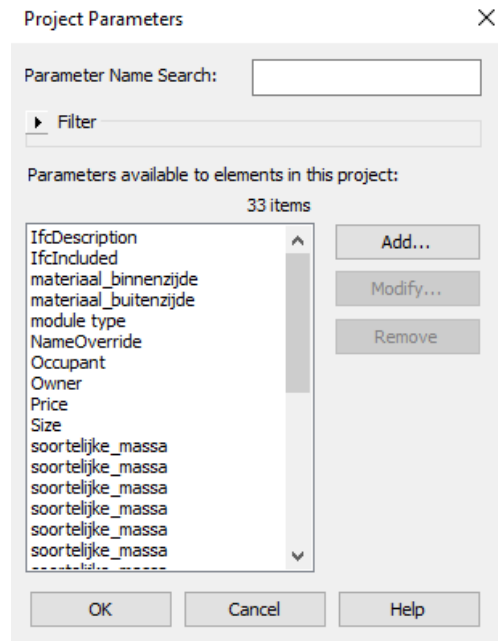 Project Parameters
Parameter Name Search:
Filter
Parameters available to elements in this project:
33 items
IfcDescription
IfcIncluded
materiaal_binnenzijde
materiaal_buitenzijde
module type
NameOverride
Occupant
Owner
Price
Size
soortelijke_massa
soortelijke_massa
soortelijke_massa
soortelijke_massa
soortelijke_massa
soortelijke_massa
Add...
Modify...
Remove
OK
Cancel
Help